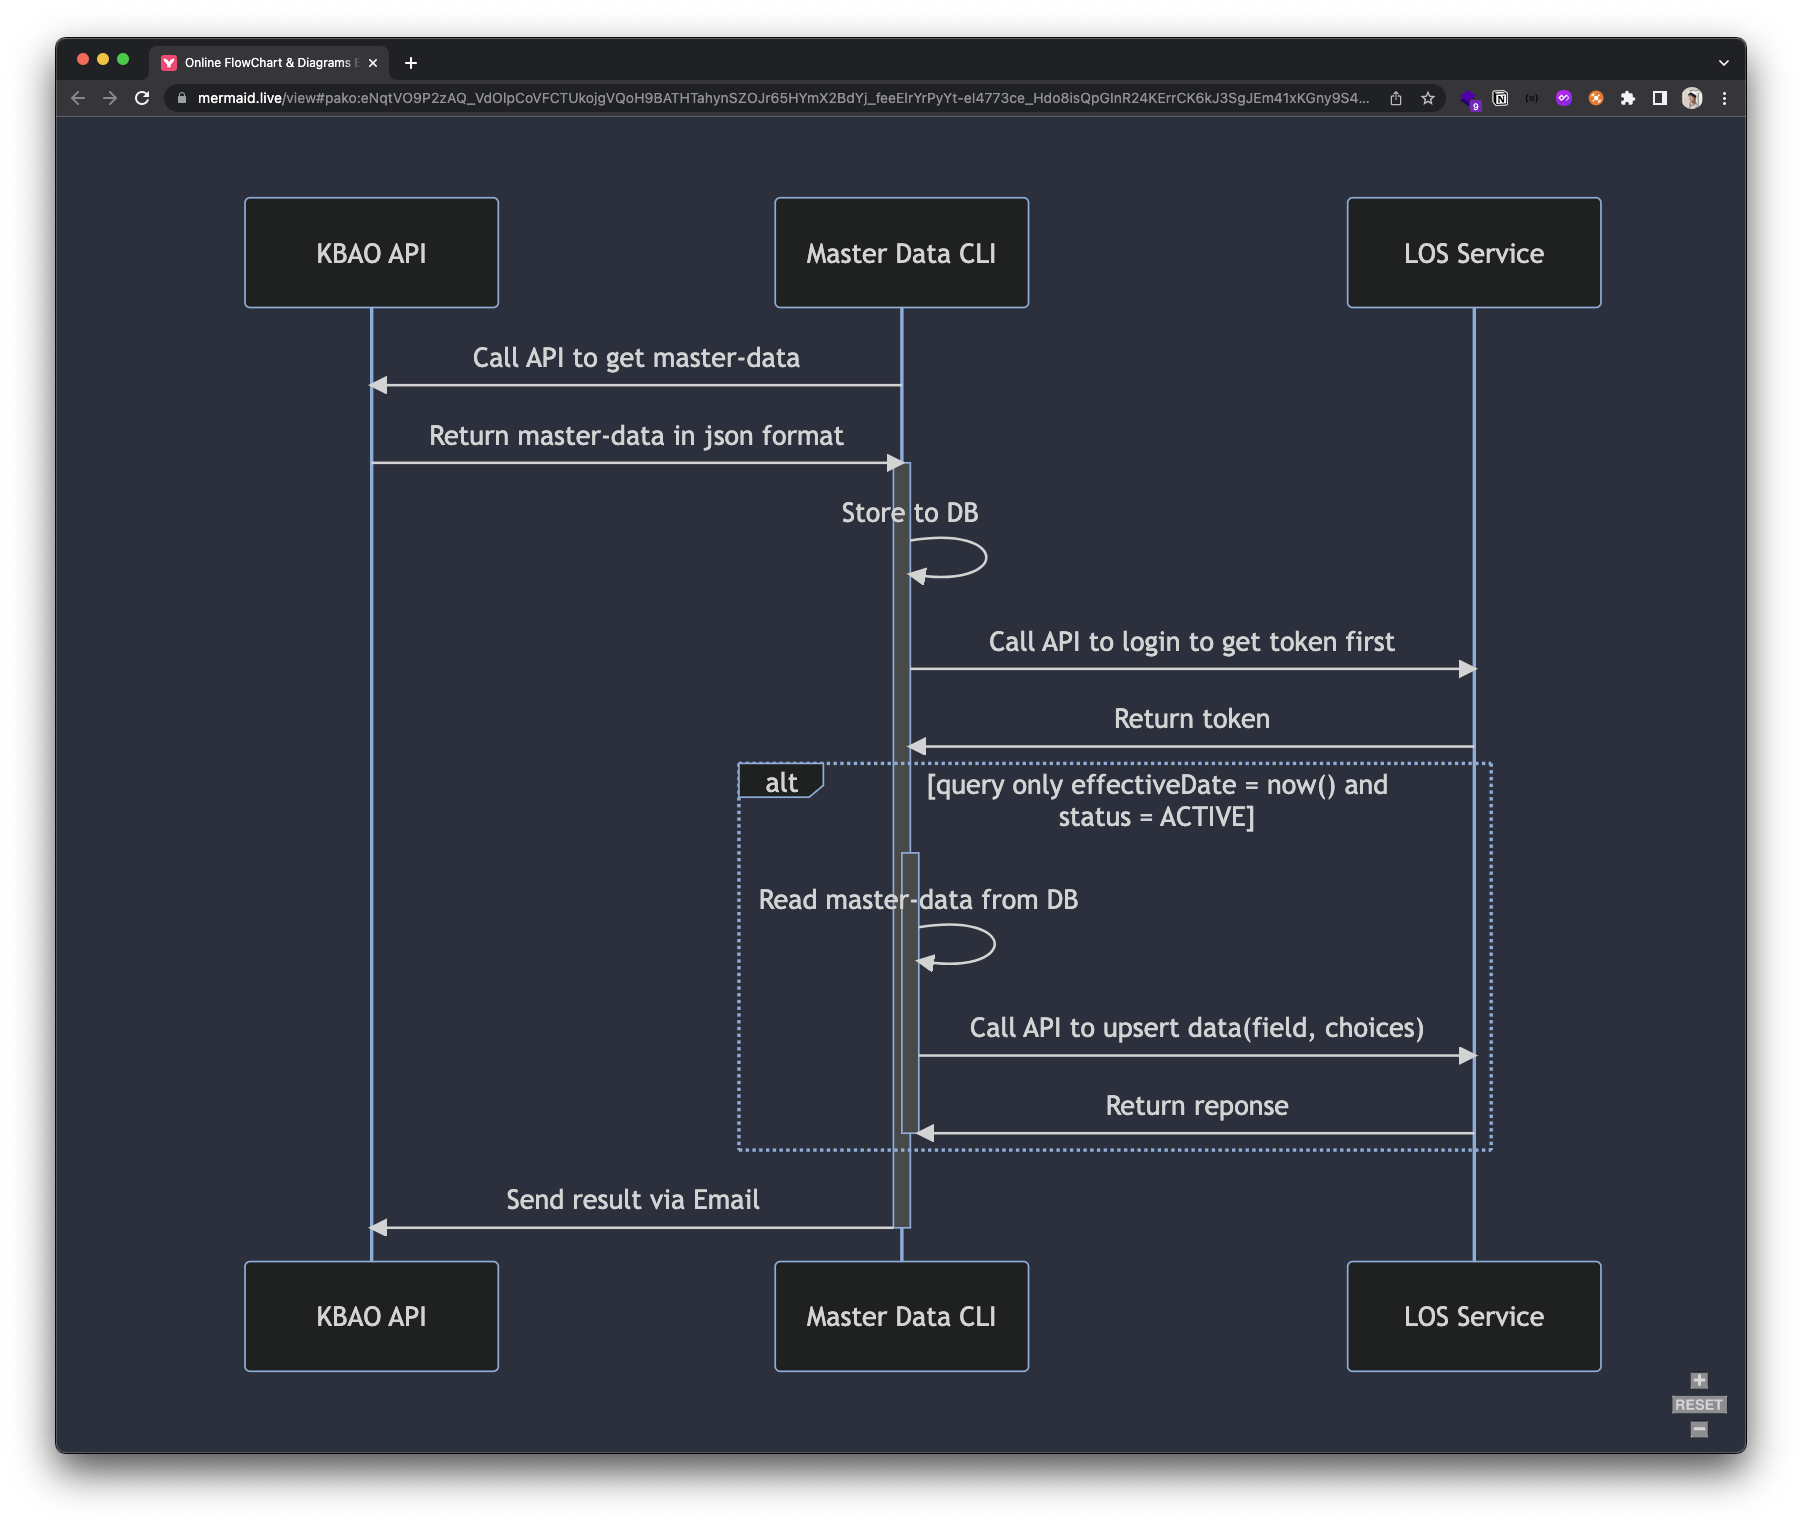 Online FlowChart & Diagrams E
mermaid.live/view#pako:eNqtVO9P2zAQ_VdOlpCoVFCTUkojgVQoH9BATHTahynSZOJr65HYmX2BdYj_feeElrYrPyYt-el4773ce_Hdo8isQpGInR24KErrCK6kJ3SgJEm41xKGny9S4...
9
KBAO API
Master Data CLI
LOS Service
Call API to get master-data
Return master-data in json format
Store to DB
Call API to login to get token first
Return token
alt
[query only effectiveDate = now() and
status = ACTIVE]
Read master-data from DB
Call API to upsert data(field, choices)
Return reponse
Send result via Email
KBAO API
Master Data CLI
LOS Service
RESET